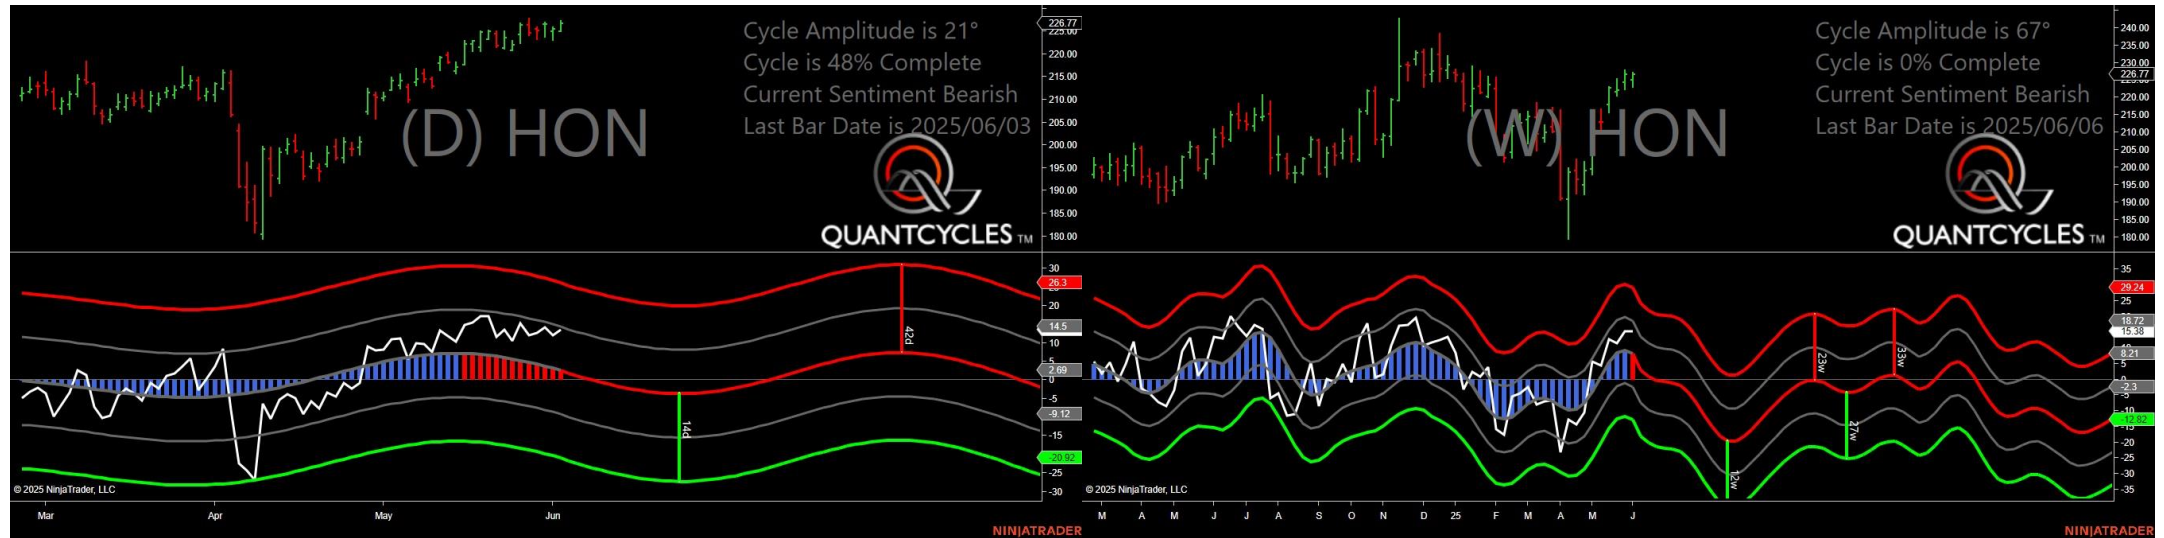 Cycle Amplitude is 21°
Cycle is 48% Complete
Current Sentiment Bearish
Last Bar Date is 2025/06/03
(D) HON
QUANTCYCLES TM
226.77
225.00
220.00
215.00
210.00
205.00
200.00
195.00
190.00
185.00
180.00
30
26.3
20
14.5
10
5
2.69
0
-5
-9.12
-15
-20.92
-25
-30
42d
14d
© 2025 NinjaTrader, LLC
Mar Apr May Jun
NINJATRADER
Cycle Amplitude is 67°
Cycle is 0% Complete
Current Sentiment Bearish
Last Bar Date is 2025/06/06
(W) HON
QUANTCYCLES TM
240.00
235.00
230.00
226.77
220.00
215.00
210.00
205.00
200.00
195.00
190.00
185.00
180.00
35
29.24
25
18.72
15.38
8.21
5
0
-2.3
-5
-10
-12.82
-20
-25
-30
-35
23w
33w
27w
12w
© 2025 NinjaTrader, LLC
M A M J J A S O N D 25 F M A M J
NINJATRADER